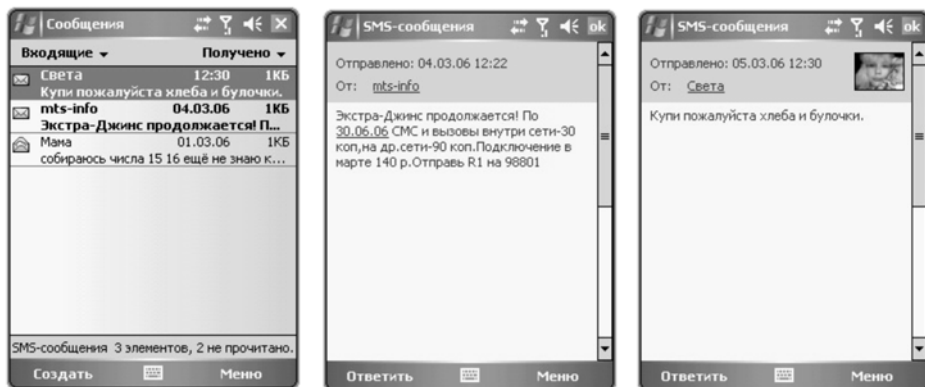 Сообщения
Входящие Получено
Света 12:30 1КБ
Купи пожалуйста хлеба и булочки.
mts-info 04.03.06 1КБ
Экстра-Джинс продолжается! П...
Мама 01.03.06 1КБ
собираюсь числа 15 16 ещё не знаю к...
SMS-сообщения 3 элементов, 2 не прочитано.
Создать Меню
SMS-сообщения ok
Отправлено: 04.03.06 12:22
От: mts-info
Экстра-Джинс продолжается! По
30.06.06 СМС и вызовы внутри сети-30
коп,на др.сети-90 коп.Подключение в
марте 140 р.Отправь R1 на 98801
Ответить Меню
SMS-сообщения ok
Отправлено: 05.03.06 12:30
От: Света
Купи пожалуйста хлеба и булочки.
Ответить Меню